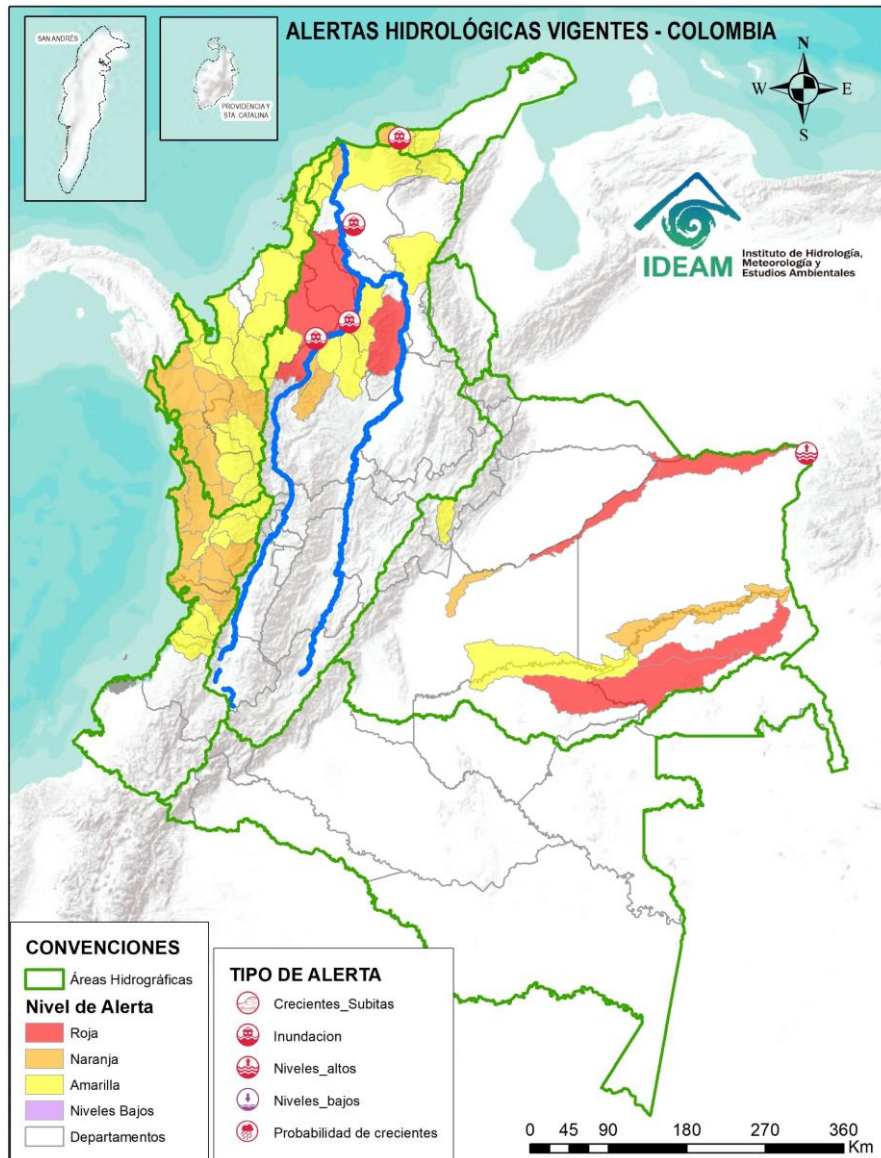 ALERTAS HIDROLÓGICAS VIGENTES - COLOMBIA
SAN ANDRÉS
PROVIDENCIA Y
STA. CATALINA
N
W
E
S
IDEAM
Instituto de Hidrología,
Meteorología y
Estudios Ambientales
CONVENCIONES
Áreas Hidrográficas
Nivel de Alerta
Roja
Naranja
Amarilla
Niveles Bajos
Departamentos
TIPO DE ALERTA
Crecientes_Subitas
Inundacion
Niveles_altos
Niveles_bajos
Probabilidad de crecientes
0 45 90 180 270 360
Km